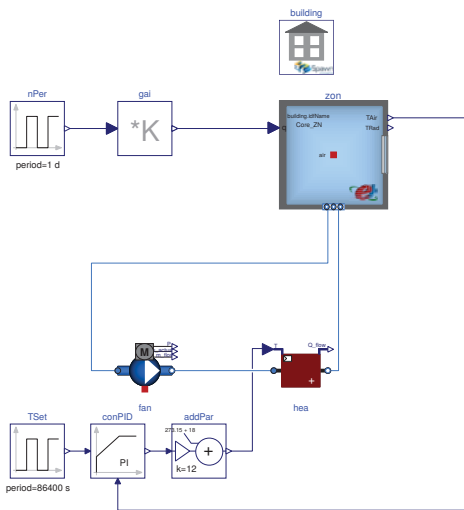 building
nPer
gai
zon
*K
building.idfName
Core_ZN
TAir
TRad
q
air
period=1 d
M
m_flow
T
Q_flow
fan
hea
TSet
conPID
addPar
273.15 + 18
PI
+
k=12
period=86400 s